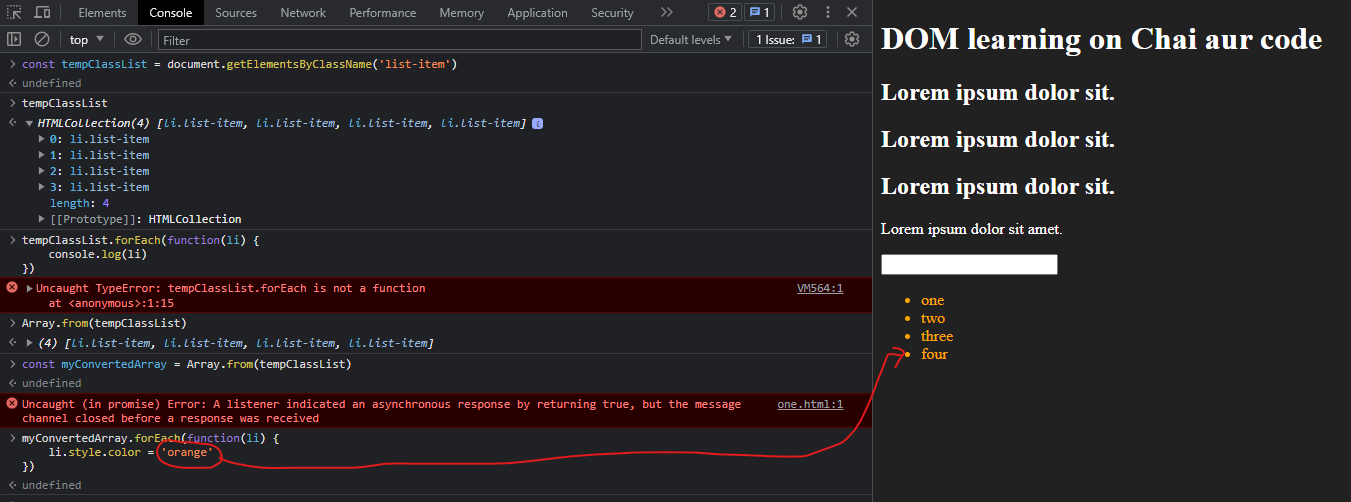 Elements Console Sources Network Performance Memory Application Security 2 1
top Filter Default levels 1 Issue: 1
const tempClassList = document.getElementsByClassName('list-item')
undefined
tempClassList
HTMLCollection(4) [li.list-item, li.list-item, li.list-item, li.list-item]
0: li.list-item
1: li.list-item
2: li.list-item
3: li.list-item
length: 4
[[Prototype]]: HTMLCollection
tempClassList.forEach(function(li) {
console.log(li)
})
Uncaught TypeError: tempClassList.forEach is not a function VM564:1
at <anonymous>:1:15
Array.from(tempClassList)
(4) [li.list-item, li.list-item, li.list-item, li.list-item]
const myConvertedArray = Array.from(tempClassList)
undefined
Uncaught (in promise) Error: A listener indicated an asynchronous response by returning true, but the message one.html:1
channel closed before a response was received
myConvertedArray.forEach(function(li) {
li.style.color = 'orange'
})
undefined
DOM learning on Chai aur code
Lorem ipsum dolor sit.
Lorem ipsum dolor sit.
Lorem ipsum dolor sit.
Lorem ipsum dolor sit amet.
one
two
three
four